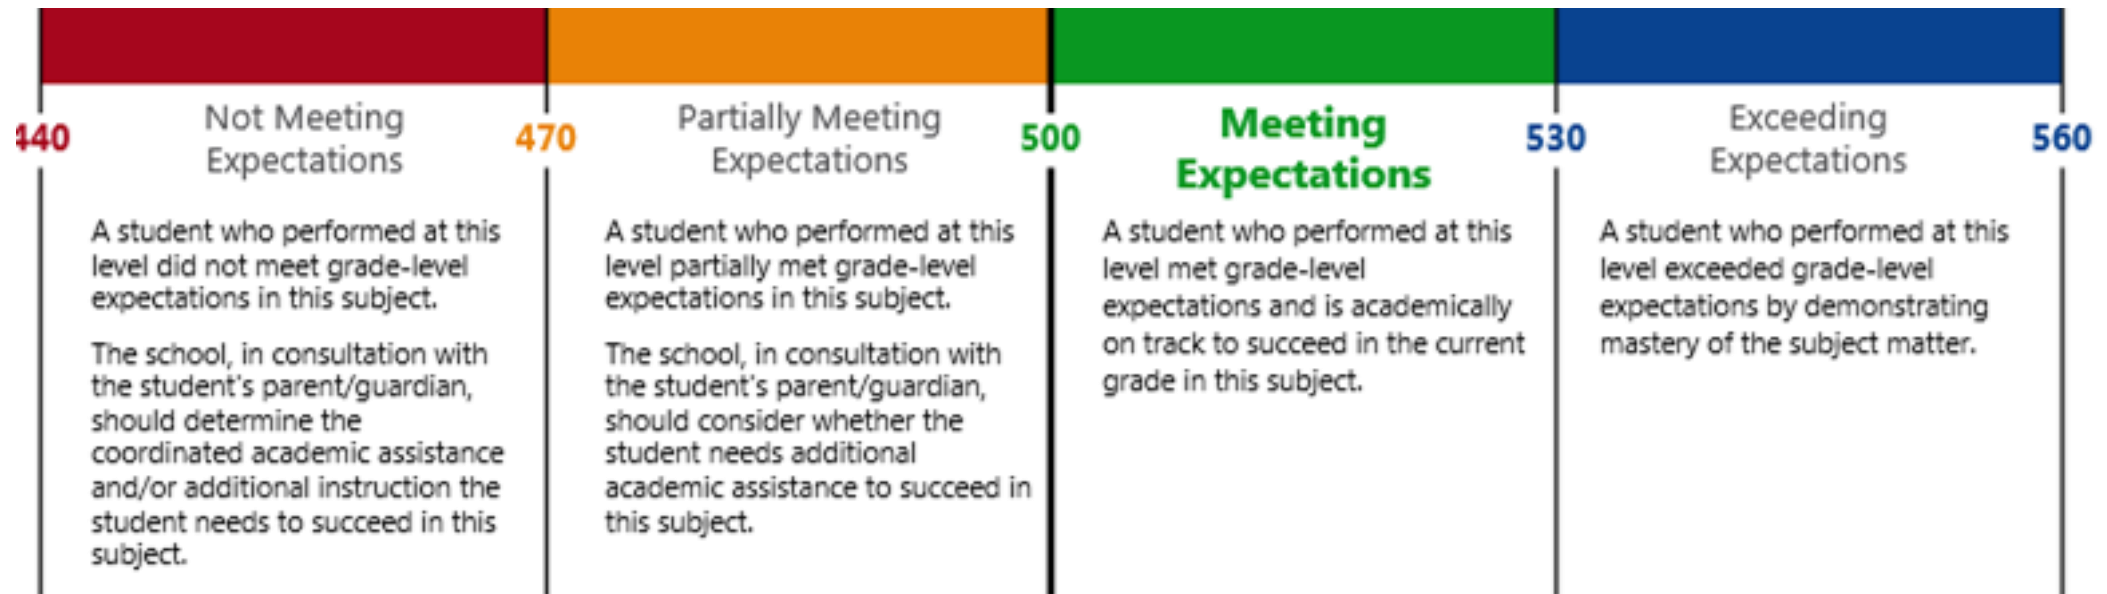 440
Not Meeting
Expectations
470
Partially Meeting
Expectations
500
Meeting
Expectations
530
Exceeding
Expectations
560
A student who performed at this
level did not meet grade-level
expectations in this subject.
The school, in consultation with
the student's parent/guardian,
should determine the
coordinated academic assistance
and/or additional instruction the
student needs to succeed in this
subject.
A student who performed at this
level partially met grade-level
expectations in this subject.
The school, in consultation with
the student's parent/guardian,
should consider whether the
student needs additional
academic assistance to succeed in
this subject.
A student who performed at this
level met grade-level
expectations and is academically
on track to succeed in the current
grade in this subject.
A student who performed at this
level exceeded grade-level
expectations by demonstrating
mastery of the subject matter.